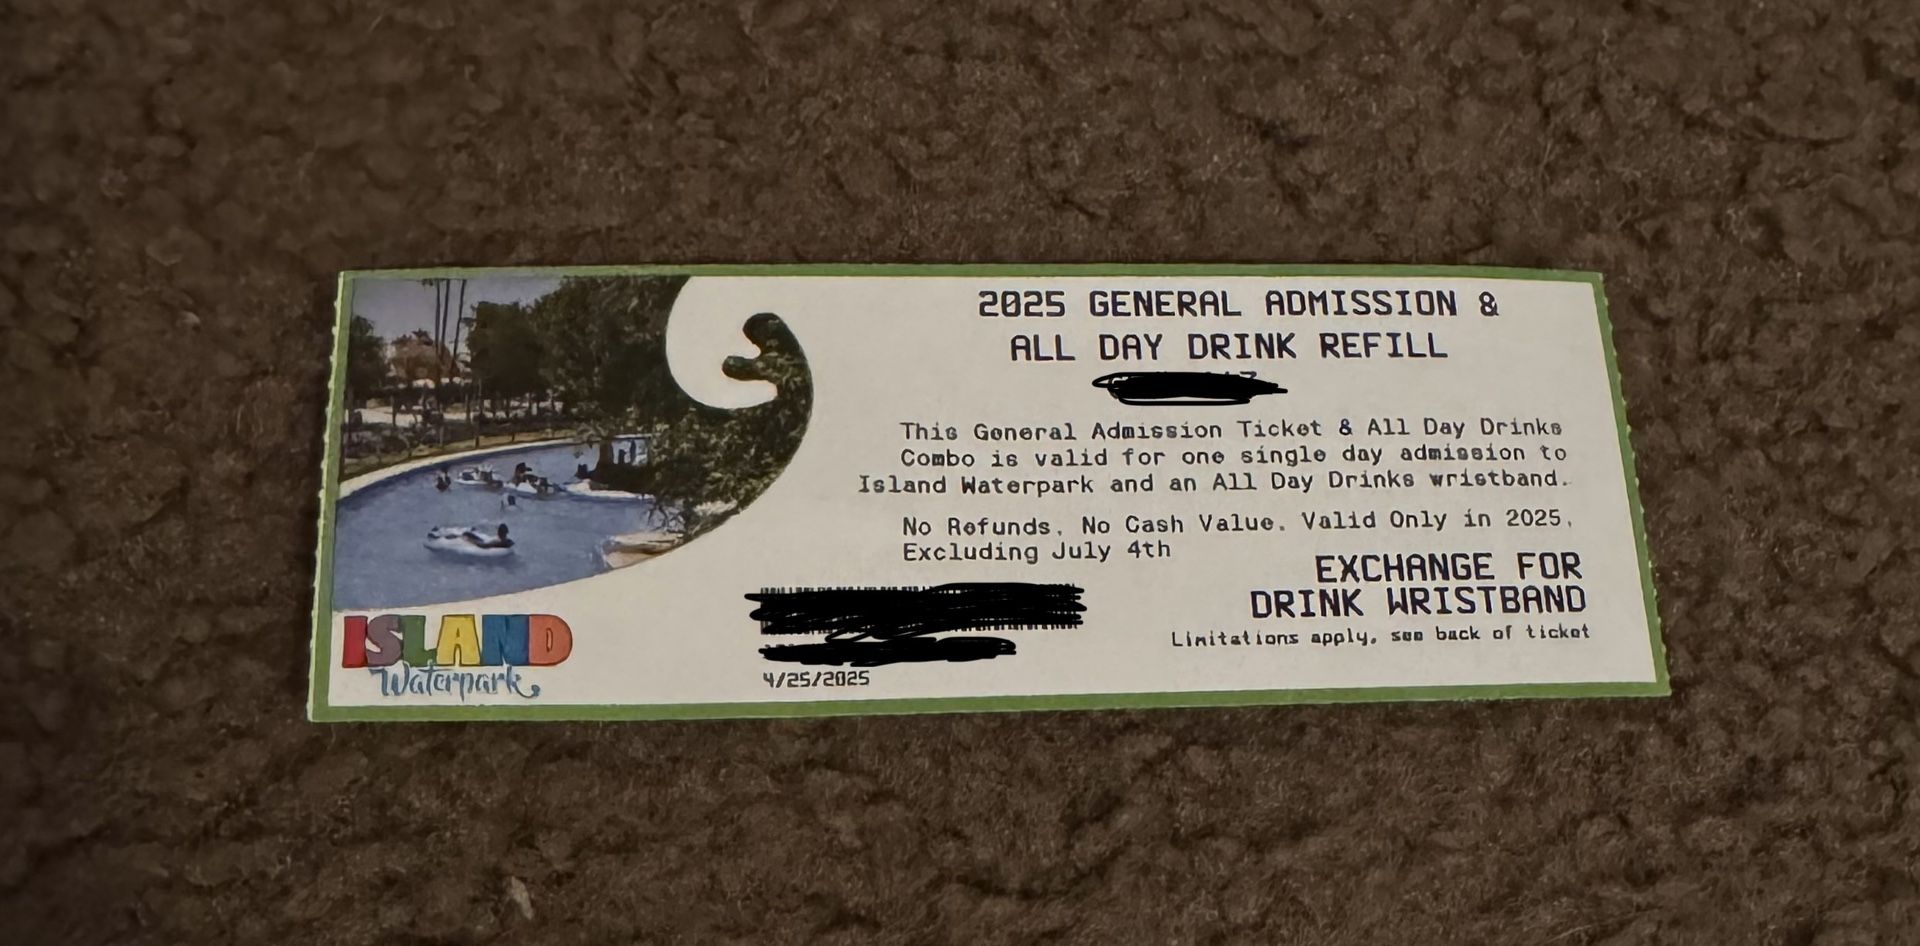 2025 GENERAL ADMISSION &
ALL DAY DRINK REFILL
This General Admission Ticket & All Day Drinks
Combo is valid for one single day admission to
Island Waterpark and an All Day Drinks wristband.
No Refunds. No Cash Value. Valid Only in 2025,
Excluding July 4th
EXCHANGE FOR
DRINK WRISTBAND
Limitations apply, see back of ticket
4/25/2025
ISLAND
Waterpark